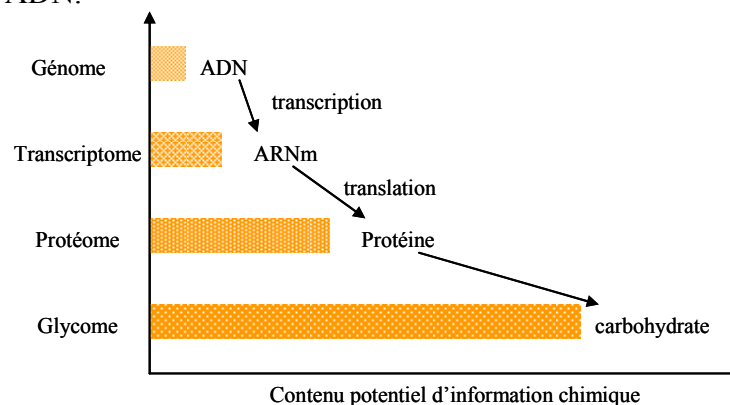 ADN.
Génome ADN
transcription
Transcriptome ARNm
translation
Protéome Protéine
Glycome carbohydrate
Contenu potentiel d’information chimique